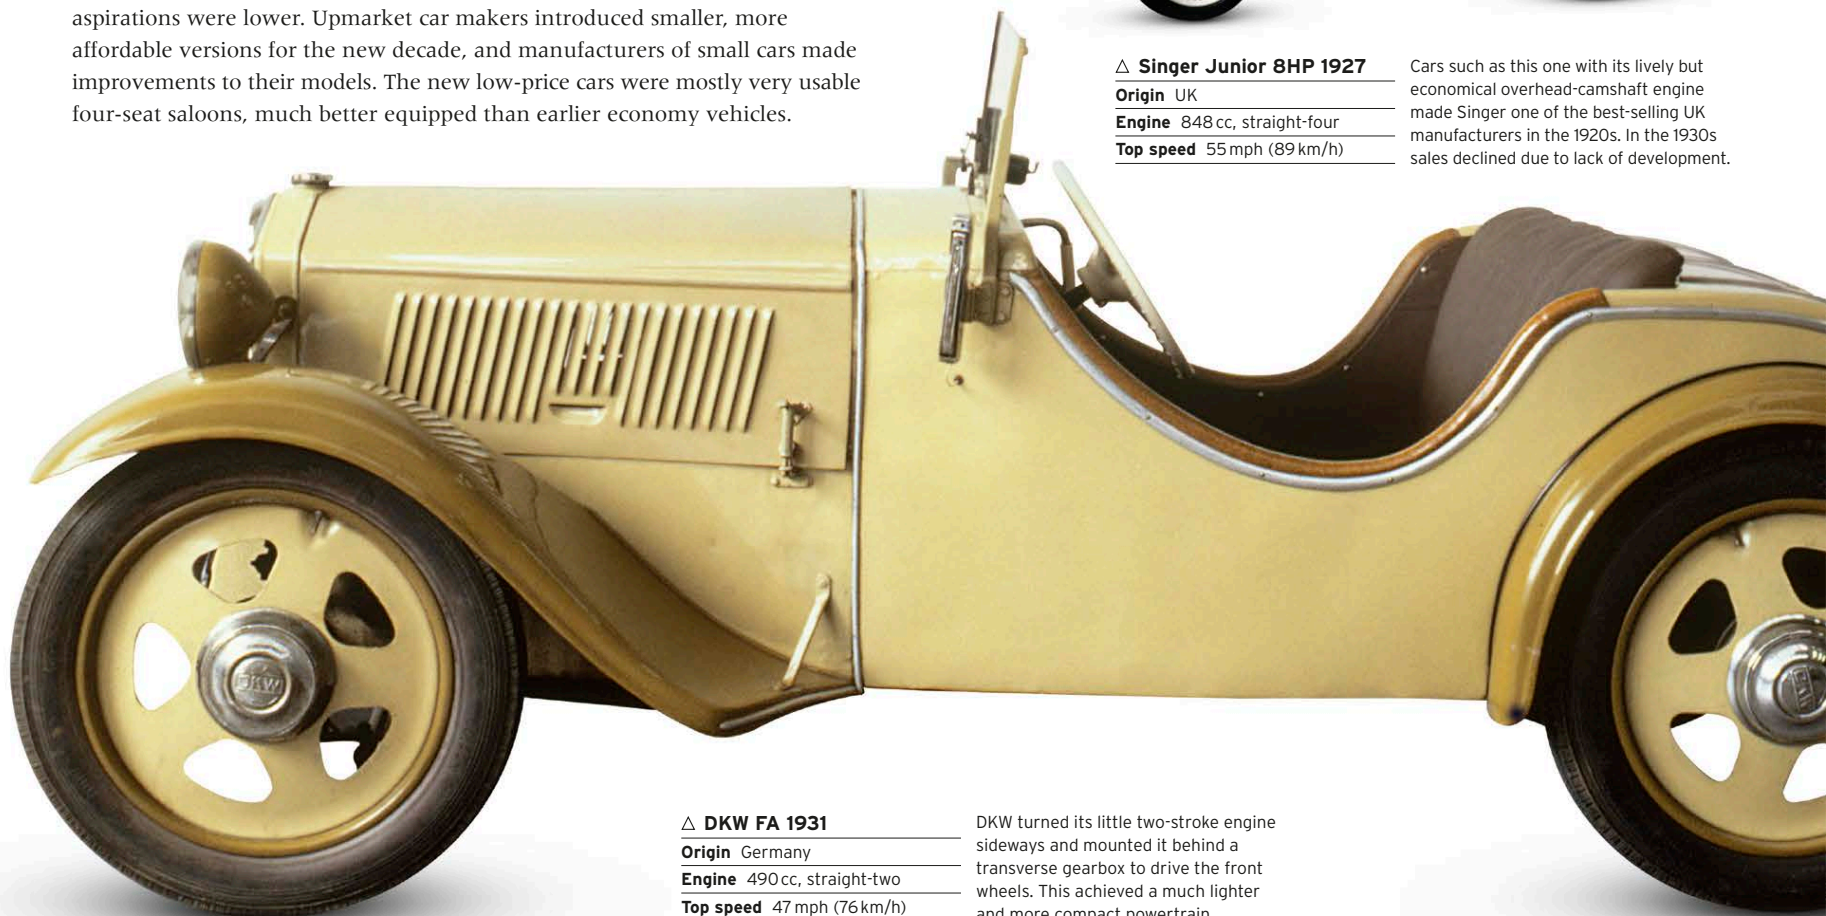 aspirations were lower. Upmarket car makers introduced smaller, more
affordable versions for the new decade, and manufacturers of small cars made
improvements to their models. The new low-price cars were mostly very usable
four-seat saloons, much better equipped than earlier economy vehicles.
△ Singer Junior 8HP 1927
Origin UK
Engine 848 cc, straight-four
Top speed 55 mph (89 km/h)
Cars such as this one with its lively but
economical overhead-camshaft engine
made Singer one of the best-selling UK
manufacturers in the 1920s. In the 1930s
sales declined due to lack of development.
DKW
DKW
△ DKW FA 1931
Origin Germany
Engine 490 cc, straight-two
Top speed 47 mph (76 km/h)
DKW turned its little two-stroke engine
sideways and mounted it behind a
transverse gearbox to drive the front
wheels. This achieved a much lighter
and more compact powertrain